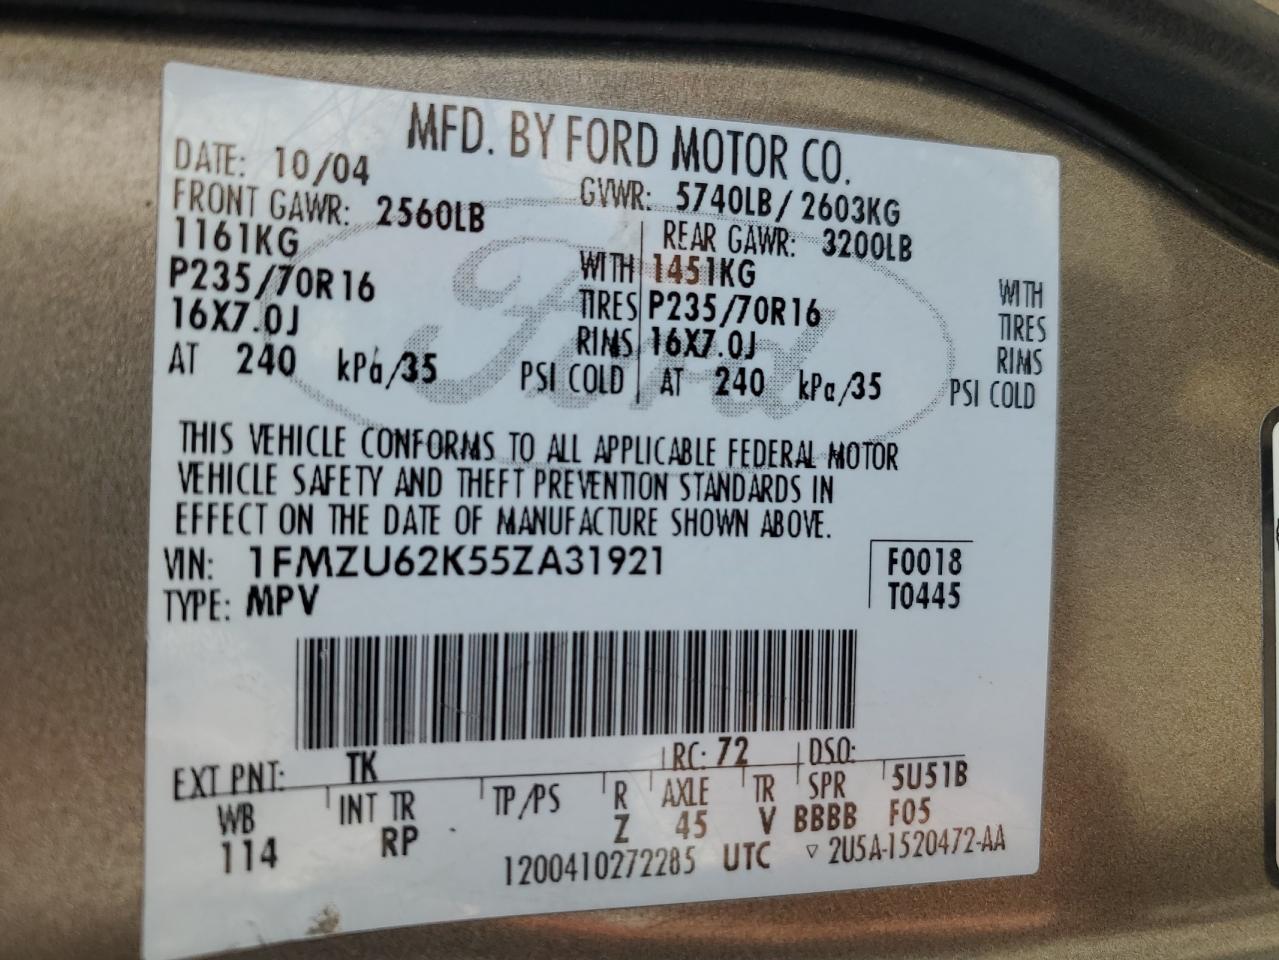 MFD. BY FORD MOTOR CO.
DATE: 10/04 GVWR: 5740LB / 2603KG
FRONT GAWR: 2560LB REAR GAWR: 3200LB
1161KG WITH 1451KG WITH
P235/70R16 TIRES P235/70R16 TIRES
16X7.0J RIMS 16X7.0J RIMS
AT 240 kPa/35 PSI COLD AT 240 kPa/35 PSI COLD
Ford
THIS VEHICLE CONFORMS TO ALL APPLICABLE FEDERAL MOTOR
VEHICLE SAFETY AND THEFT PREVENTION STANDARDS IN
EFFECT ON THE DATE OF MANUFACTURE SHOWN ABOVE.
VIN: 1FMZU62K55ZA31921 F0018
TYPE: MPV T0445
EXT PNT: TK RC: 72 DSO:
WB INT TR TP/PS R AXLE TR SPR 5U51B
114 RP Z 45 V BBBB F05
1200410272285 UTC ▽ 2U5A-1520472-AA